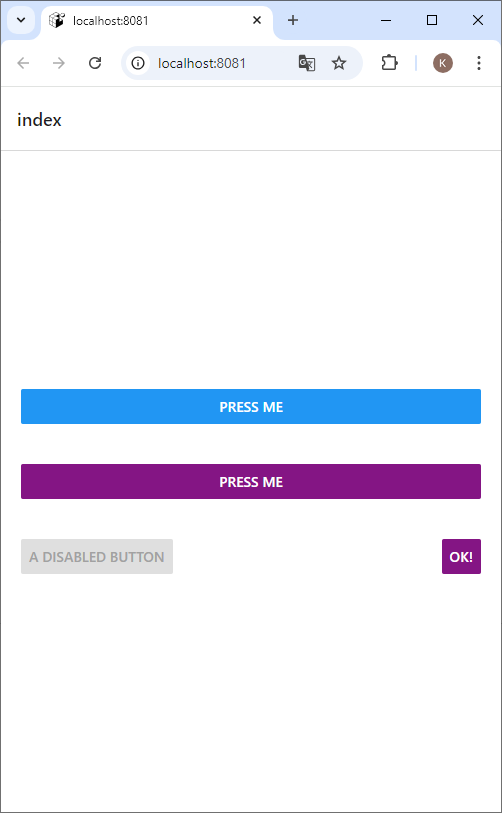 localhost:8081
localhost:8081
K
index
PRESS ME
PRESS ME
A DISABLED BUTTON OK!